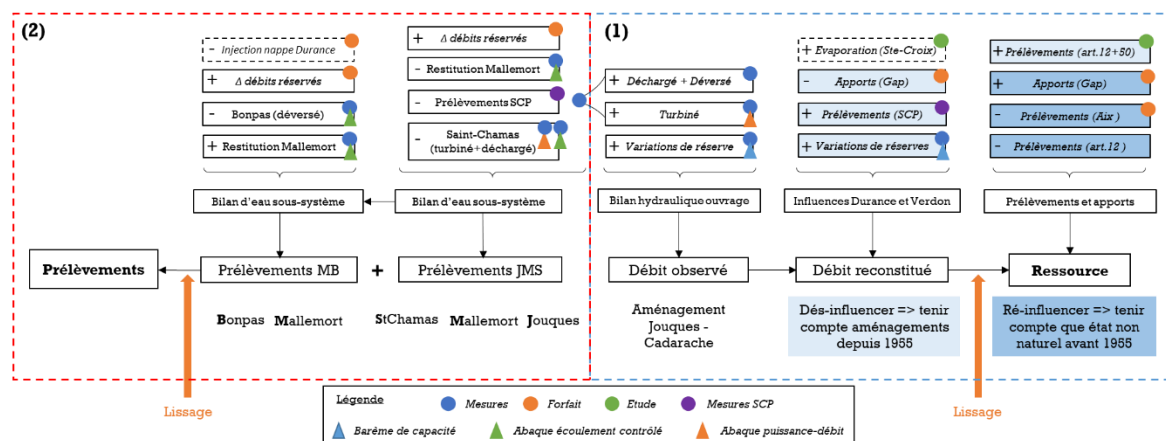 (2)
- Injection nappe Durance
+ Δ débits réservés
- Bonpas (déversé)
+ Restitution Mallemort
+ Δ débits réservés
- Restitution Mallemort
- Prélèvements SCP
- Saint-Chamas
(turbiné+déchargé)
Bilan d'eau sous-système
Bilan d'eau sous-système
Prélèvements
Prélèvements MB
+
Prélèvements JMS
Bonpas Mallemort
StChamas Mallemort Jouques
Lissage
(1)
+ Déchargé + Déversé
+ Turbiné
+ Variations de réserve
+ Evaporation (Ste-Croix)
- Apports (Gap)
+ Prélèvements (SCP)
+ Variations de réserves
+ Prélèvements (art.12+50)
+ Apports (Gap)
- Prélèvements (Aix)
- Prélèvements (art.12 )
Bilan hydraulique ouvrage
Influences Durance et Verdon
Prélèvements et apports
Débit observé
Débit reconstitué
Ressource
Aménagement
Jouques -
Cadarache
Dés-influencer => tenir
compte aménagements
depuis 1955
Ré-influencer => tenir
compte que état non
naturel avant 1955
Lissage
Légende
Mesures
Forfait
Etude
Mesures SCP
Barème de capacité
Abaque écoulement contrôlé
Abaque puissance-débit